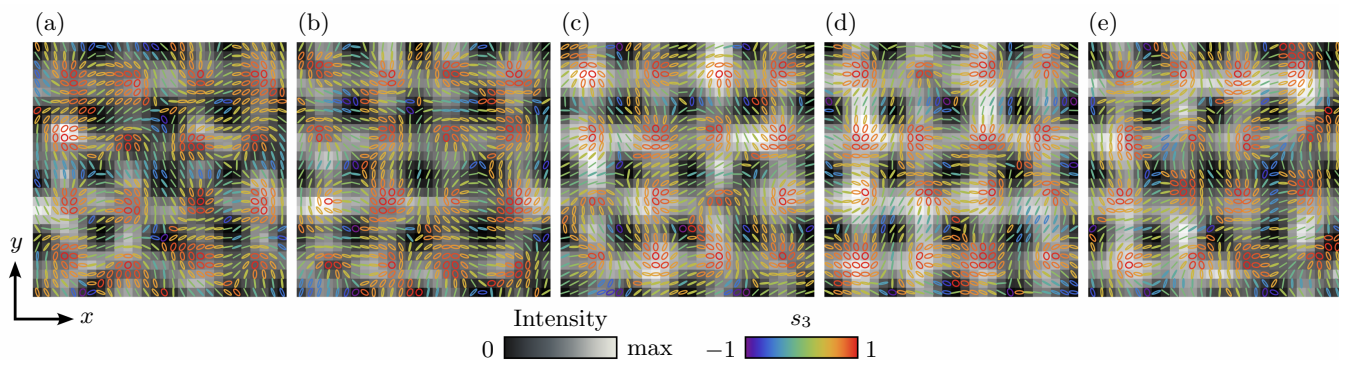 (a) (b) (c) (d) (e)
y
x
Intensity s₃
0 max −1 1